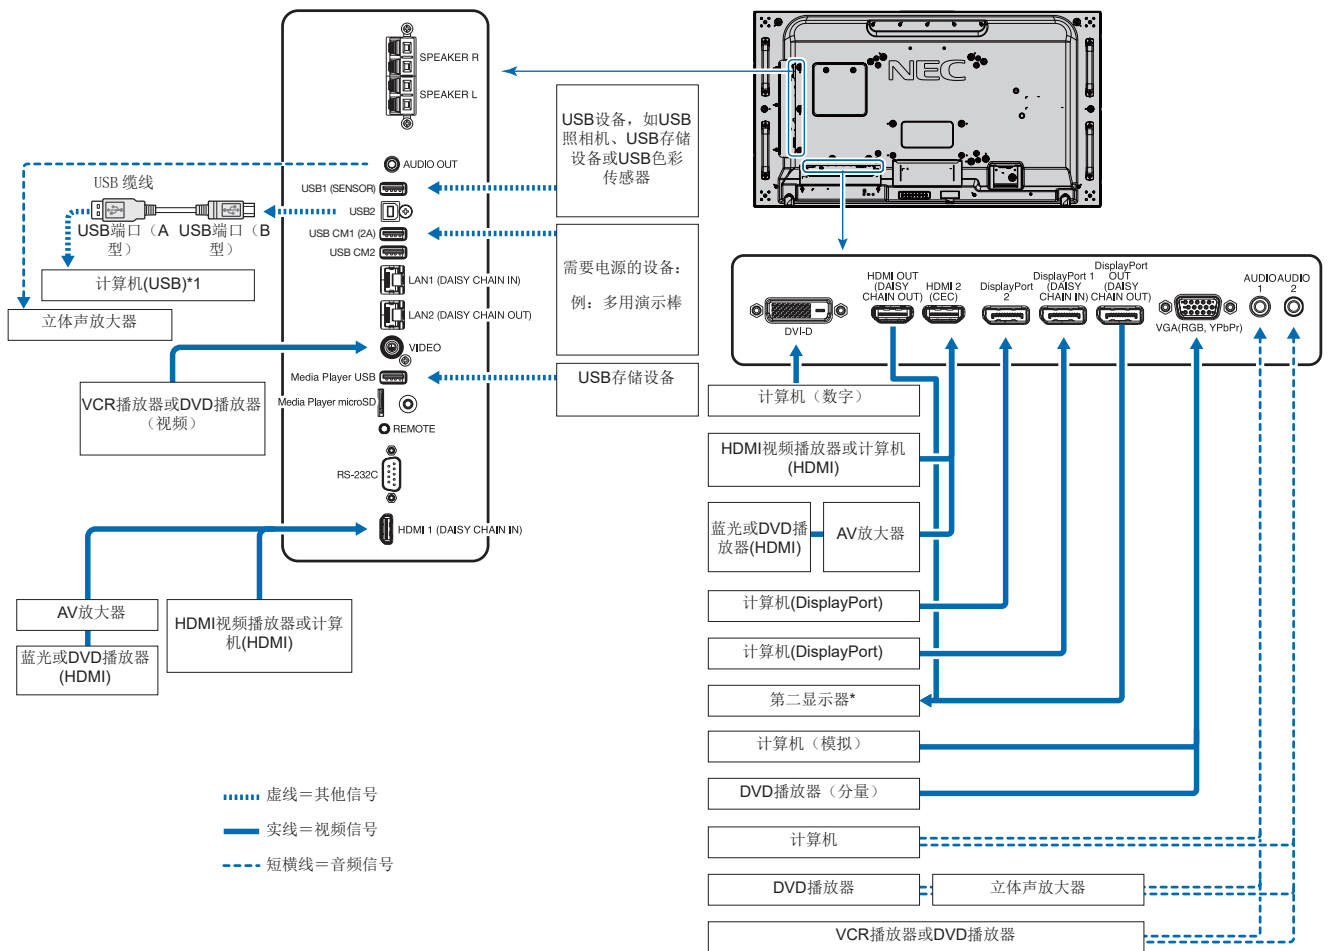 SPEAKER R
SPEAKER L
AUDIO OUT
USB1 (SENSOR)
USB2
USB CM1 (2A)
USB CM2
LAN1 (DAISY CHAIN IN)
LAN2 (DAISY CHAIN OUT)
VIDEO
Media Player USB
Media Player microSD
REMOTE
RS-232C
HDMI 1 (DAISY CHAIN IN)
USB 缆线
USB端口（A
型）
USB端口（B
型）
计算机(USB)*1
立体声放大器
VCR播放器或DVD播放器
（视频）
AV放大器
蓝光或DVD播放器
(HDMI)
HDMI视频播放器或计算
机(HDMI)
USB设备，如USB
照相机、USB存储
设备或USB色彩
传感器
需要电源的设备：
例：多用演示棒
USB存储设备
NEC
DVI-D
HDMI OUT
(DAISY
CHAIN OUT)
HDMI 2
(CEC)
DisplayPort
2
DisplayPort 1
(DAISY
CHAIN IN)
DisplayPort
OUT
(DAISY
CHAIN OUT)
VGA(RGB, YPbPr)
AUDIO
1
AUDIO
2
计算机（数字）
HDMI视频播放器或计算机
(HDMI)
蓝光或DVD播
放器(HDMI)
AV放大器
计算机(DisplayPort)
计算机(DisplayPort)
第二显示器*
计算机（模拟）
DVD播放器（分量）
计算机
DVD播放器
立体声放大器
VCR播放器或DVD播放器
虚线＝其他信号
实线＝视频信号
短横线＝音频信号